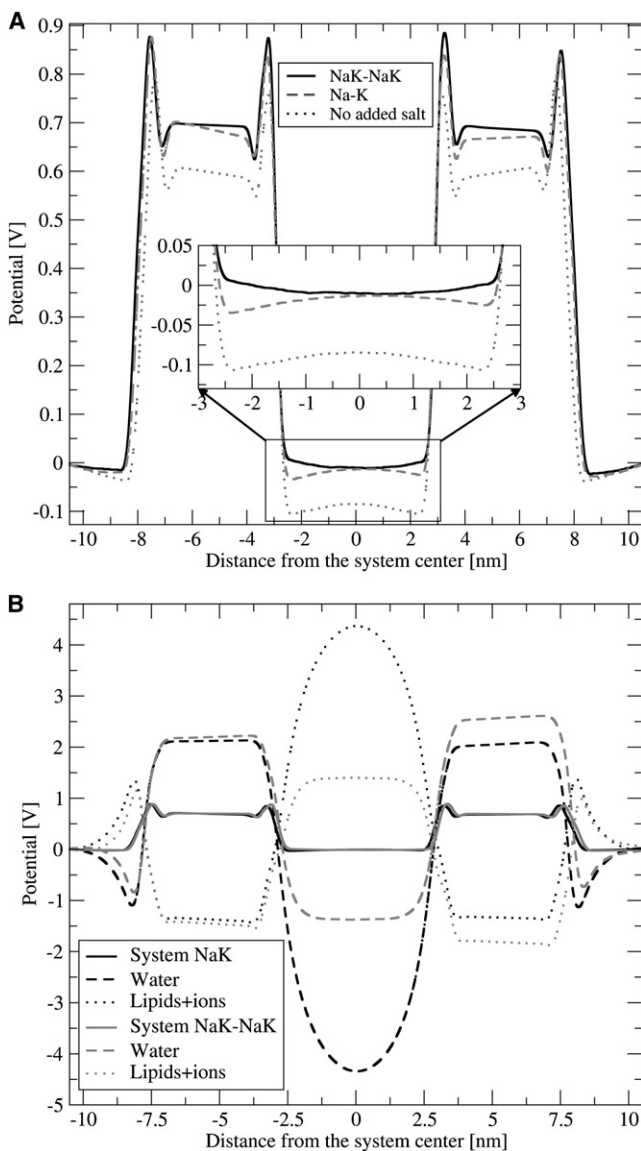 A
0.9
0.8
0.7
0.6
0.5
0.4
0.3
0.2
0.1
0
-0.1
Potential [V]
NaK-NaK
Na-K
No added salt
0.05
0
-0.05
-0.1
-3 -2 -1 0 1 2 3
-10 -8 -6 -4 -2 0 2 4 6 8 10
Distance from the system center [nm]
B
4
3
2
1
0
-1
-2
-3
-4
-5
Potential [V]
System NaK
Water
Lipids+ions
System NaK-NaK
Water
Lipids+ions
-10 -7.5 -5 -2.5 0 2.5 5 7.5 10
Distance from the system center [nm]